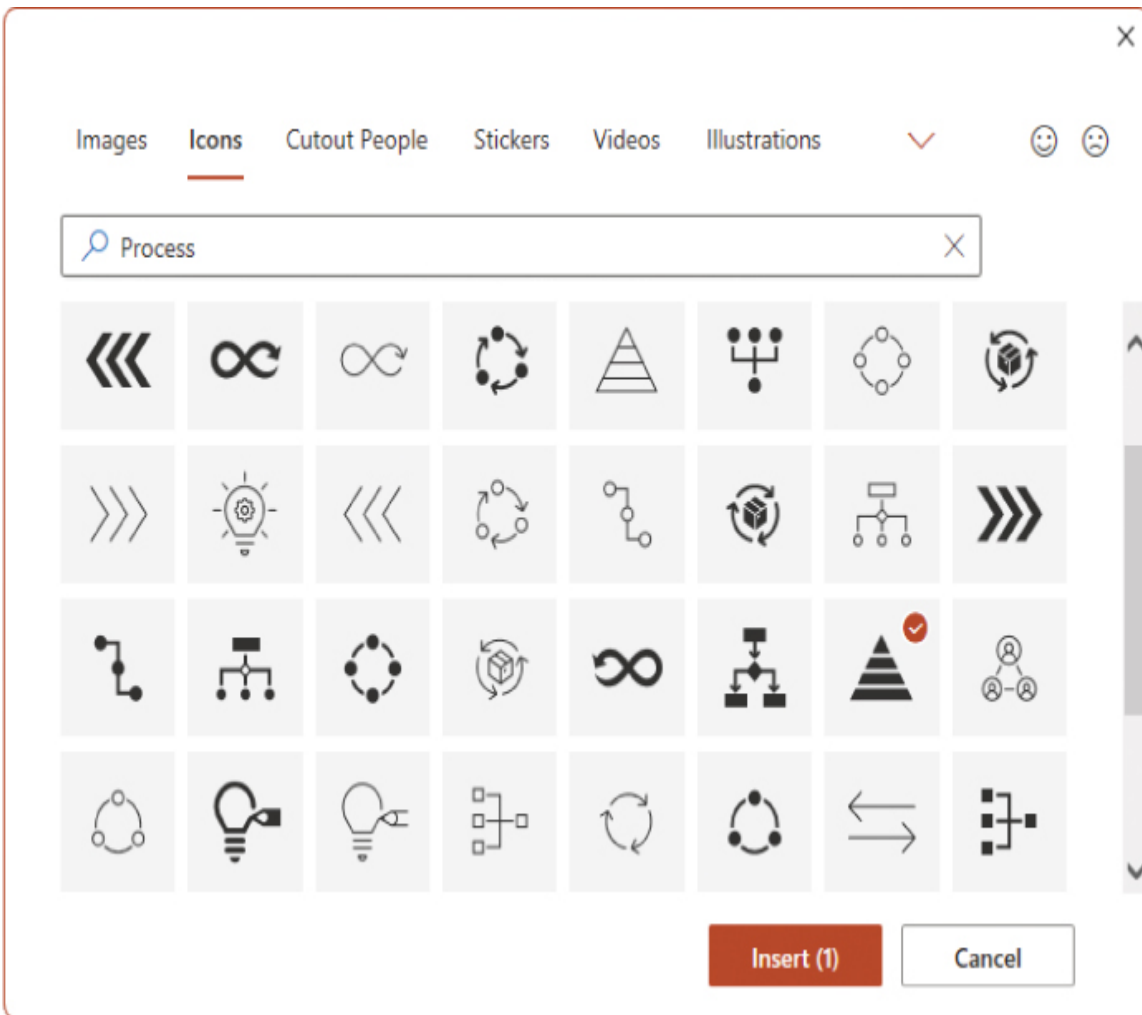 Images Icons Cutout People Stickers Videos Illustrations
Process
Insert (1) Cancel